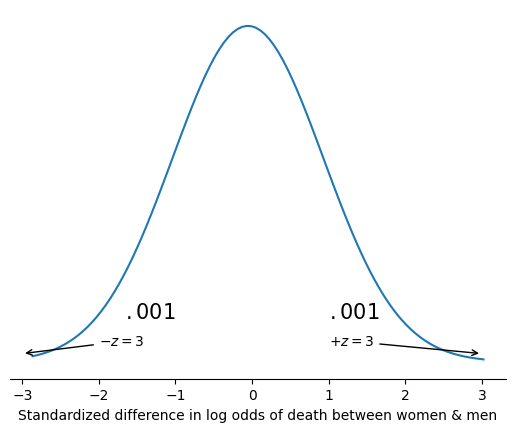 .001 .001
−z = 3 +z = 3
−3 −2 −1 0 1 2 3
Standardized difference in log odds of death between women & men